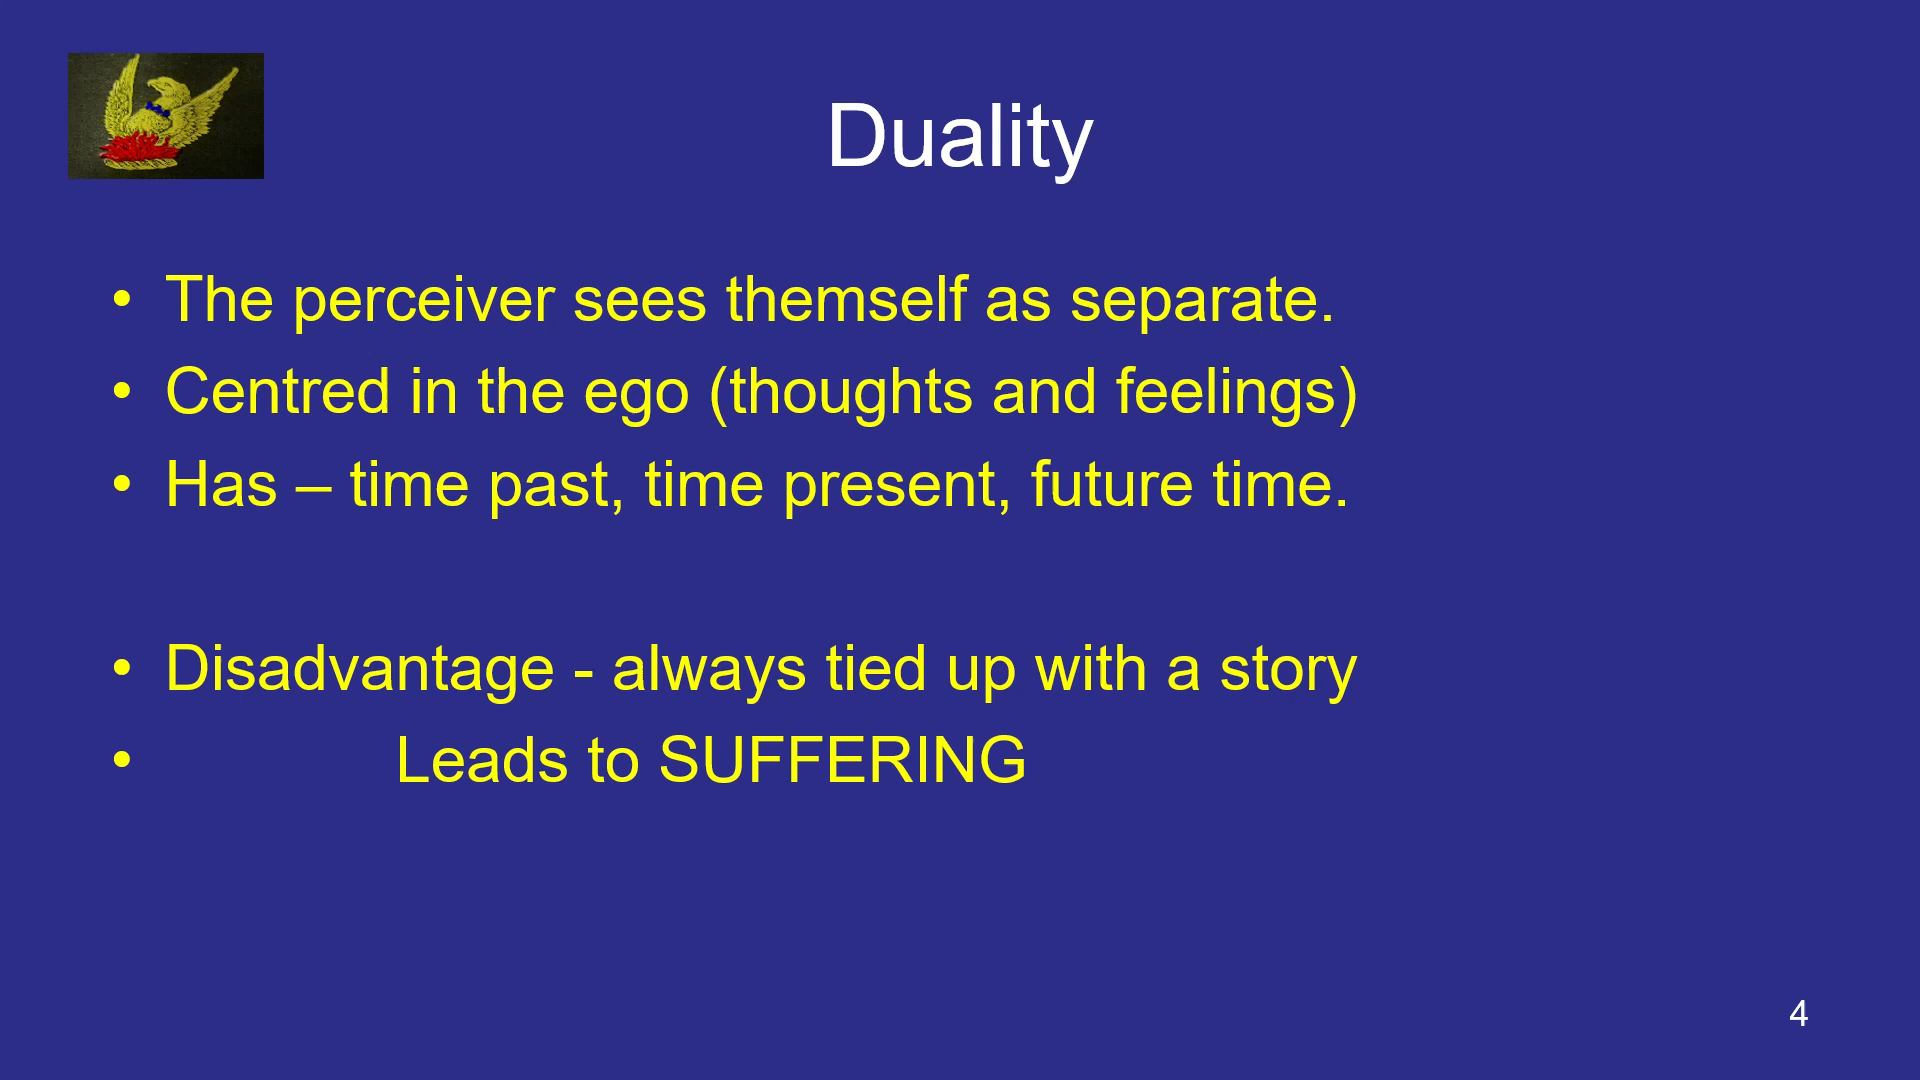 Duality
• The perceiver sees themself as separate.
• Centred in the ego (thoughts and feelings)
• Has – time past, time present, future time.
• Disadvantage - always tied up with a story
• Leads to SUFFERING
4